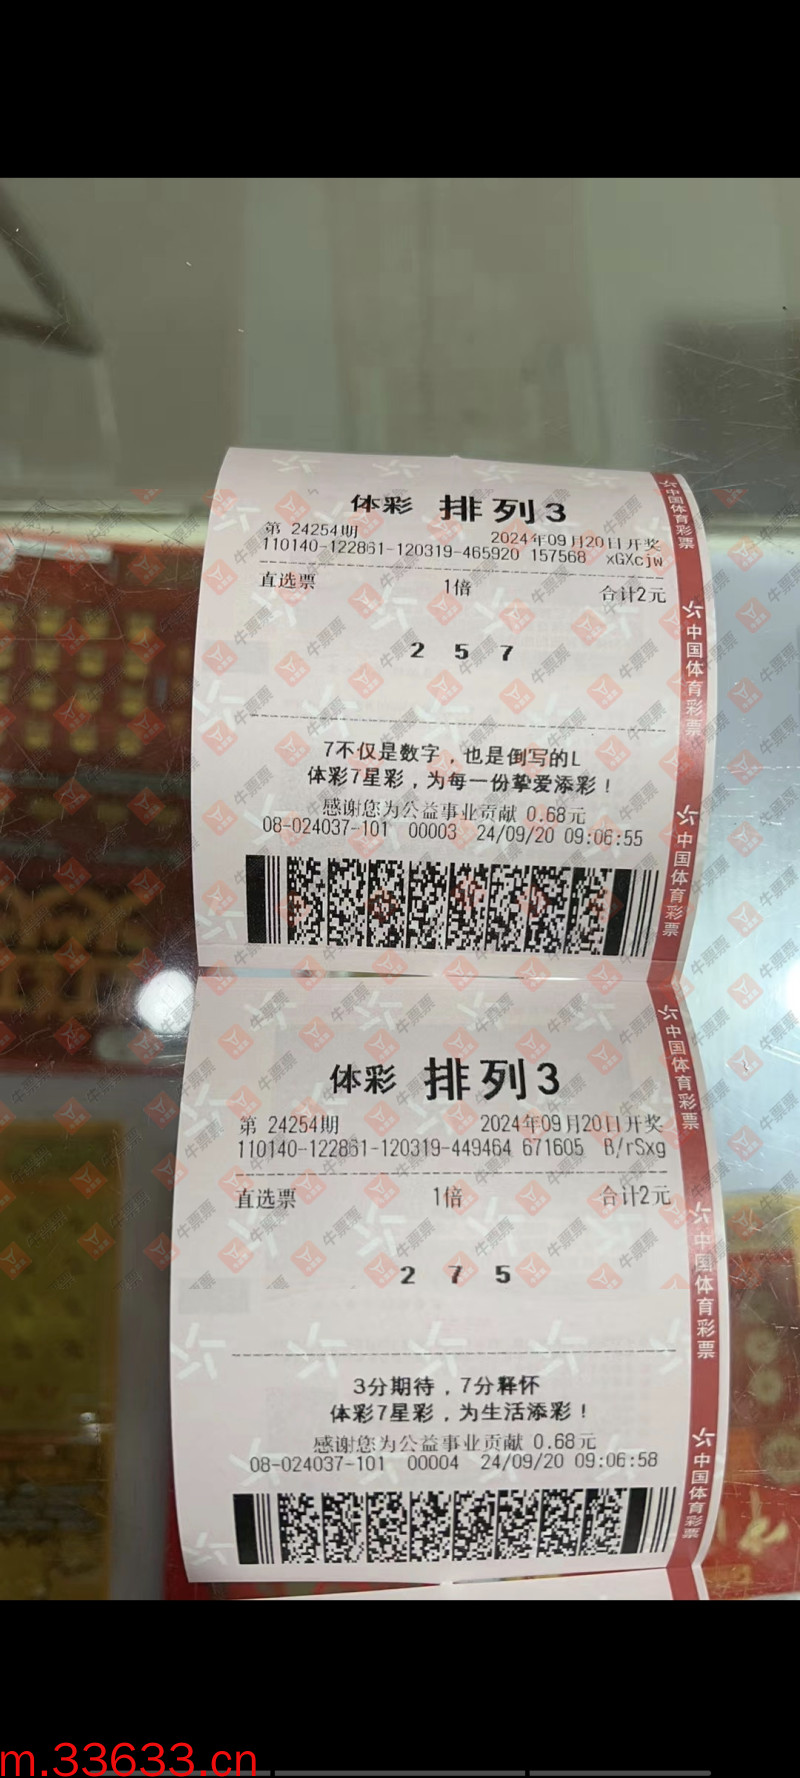 体彩 排列3
第 24254期 2024年09月20日开奖
110140-122861-120319-465920 157568 xGXcjw
直选票 1倍 合计2元
2 5 7
7不仅是数字，也是倒写的L
体彩7星彩，为每一份挚爱添彩！
感谢您为公益事业贡献 0.68元
08-024037-101 00003 24/09/20 09:06:55
中国体育彩票
中国体育彩票
中国体育彩票
体彩 排列3
第 24254期 2024年09月20日开奖
110140-122861-120319-449464 671605 B/rSxg
直选票 1倍 合计2元
2 7 5
3分期待，7分释怀
体彩7星彩，为生活添彩！
感谢您为公益事业贡献 0.68元
08-024037-101 00004 24/09/20 09:06:58
中国体育彩票
中国体育彩票
中国体育彩票
牛票票
m.33633.cn